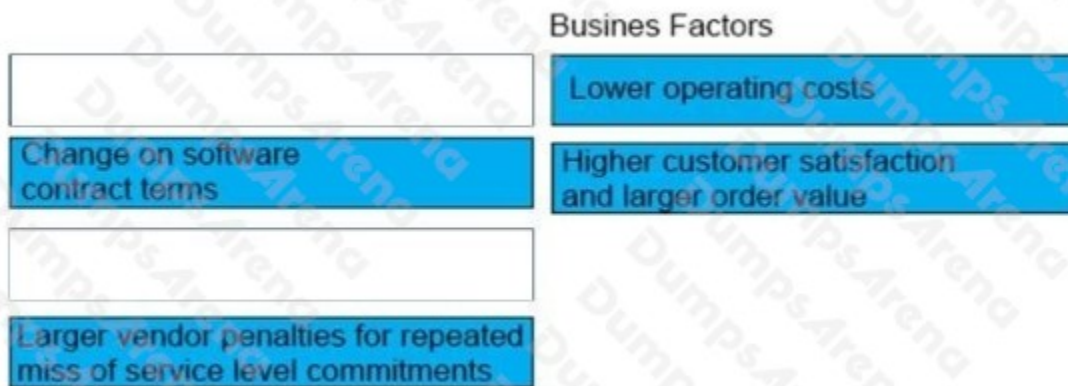 Busines Factors
Lower operating costs
Change on software
contract terms
Higher customer satisfaction
and larger order value
Larger vendor penalties for repeated
miss of service level commitments
DumpsArena